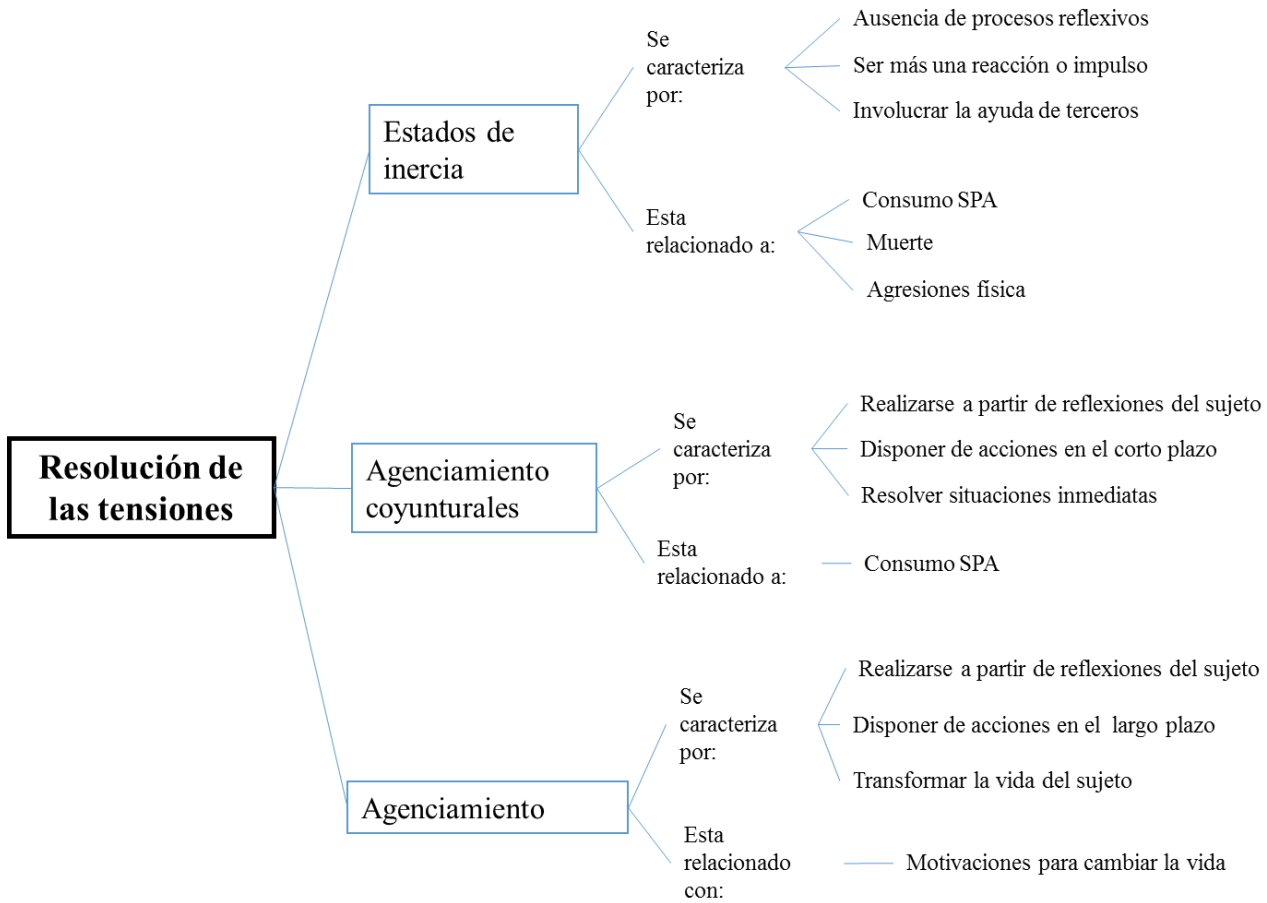 Resolución de
las tensiones
Estados de
inercia
Se
caracteriza
por:
Ausencia de procesos reflexivos
Ser más una reacción o impulso
Involucrar la ayuda de terceros
Esta
relacionado a:
Consumo SPA
Muerte
Agresiones física
Agenciamiento
coyunturales
Se
caracteriza
por:
Realizarse a partir de reflexiones del sujeto
Disponer de acciones en el corto plazo
Resolver situaciones inmediatas
Esta
relacionado a:
Consumo SPA
Agenciamiento
Se
caracteriza
por:
Realizarse a partir de reflexiones del sujeto
Disponer de acciones en el largo plazo
Transformar la vida del sujeto
Esta
relacionado
con:
Motivaciones para cambiar la vida